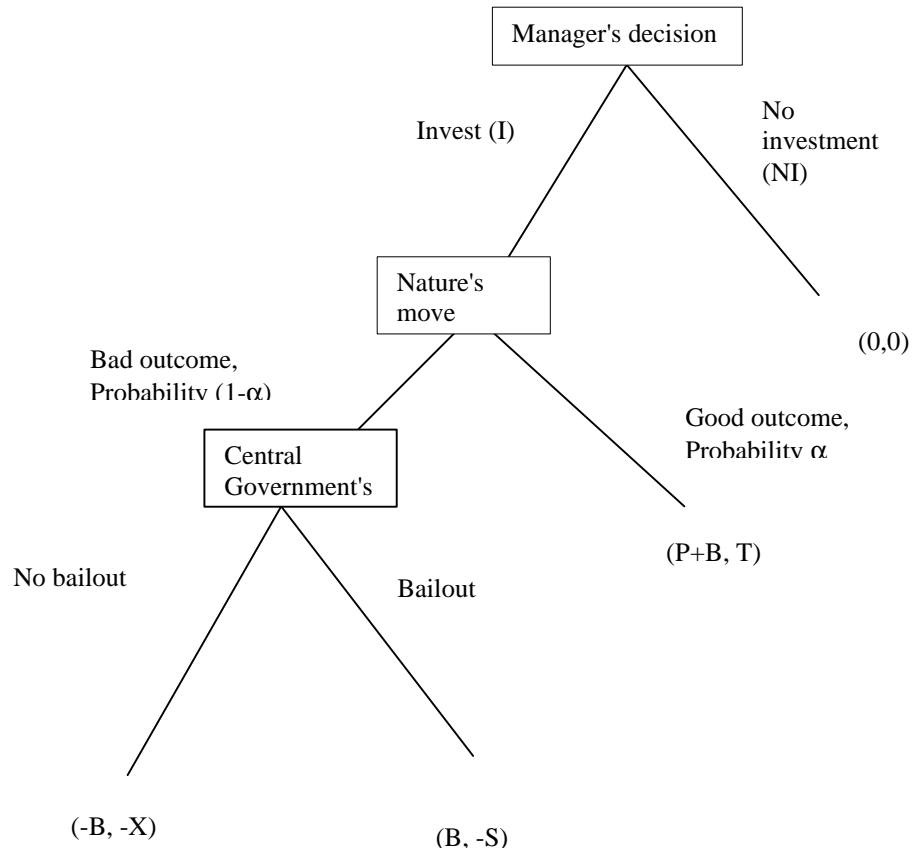 Manager's decision
Invest (I)
No
investment
(NI)
Nature's
move
(0,0)
Bad outcome,
Probability (1-α)
Good outcome,
Probability α
Central
Government's
(P+B, T)
No bailout
Bailout
(-B, -X)
(B, -S)